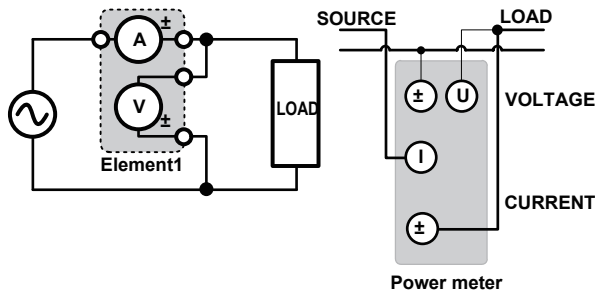 A ±
V ±
LOAD
Element1
SOURCE LOAD
± U VOLTAGE
I
± CURRENT
Power meter